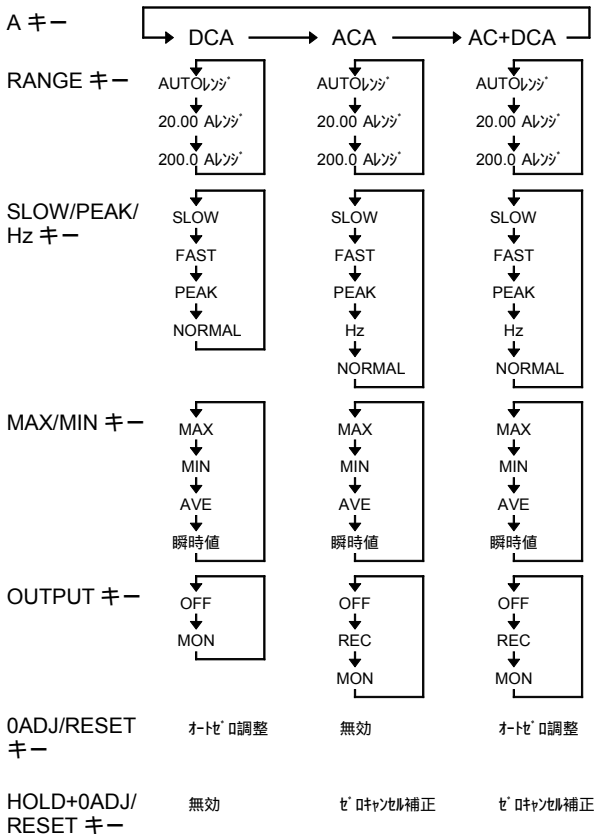 A キー
DCA ACA AC+DCA
RANGE キー
AUTOﾚﾝｼﾞ AUTOﾚﾝｼﾞ AUTOﾚﾝｼﾞ
20.00 Aﾚﾝｼﾞ 20.00 Aﾚﾝｼﾞ 20.00 Aﾚﾝｼﾞ
200.0 Aﾚﾝｼﾞ 200.0 Aﾚﾝｼﾞ 200.0 Aﾚﾝｼﾞ
SLOW/PEAK/
Hz キー
SLOW SLOW SLOW
FAST FAST FAST
PEAK PEAK PEAK
NORMAL Hz Hz
NORMAL NORMAL
MAX/MIN キー
MAX MAX MAX
MIN MIN MIN
AVE AVE AVE
瞬時値 瞬時値 瞬時値
OUTPUT キー
OFF OFF OFF
MON REC REC
MON MON
0ADJ/RESET
キー
ｵｰﾄｾﾞﾛ調整 無効 ｵｰﾄｾﾞﾛ調整
HOLD+0ADJ/
RESET キー
無効 ｾﾞﾛｷｬﾝｾﾙ補正 ｾﾞﾛｷｬﾝｾﾙ補正